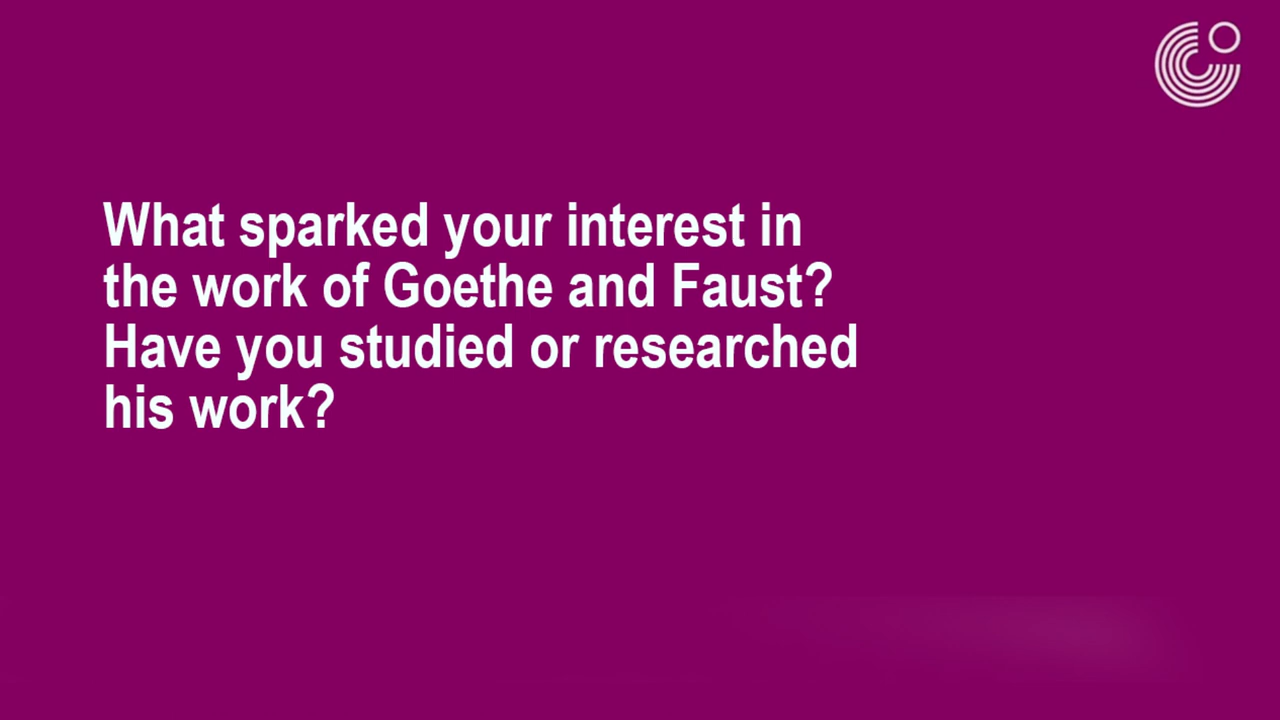 What sparked your interest in
the work of Goethe and Faust?
Have you studied or researched
his work?